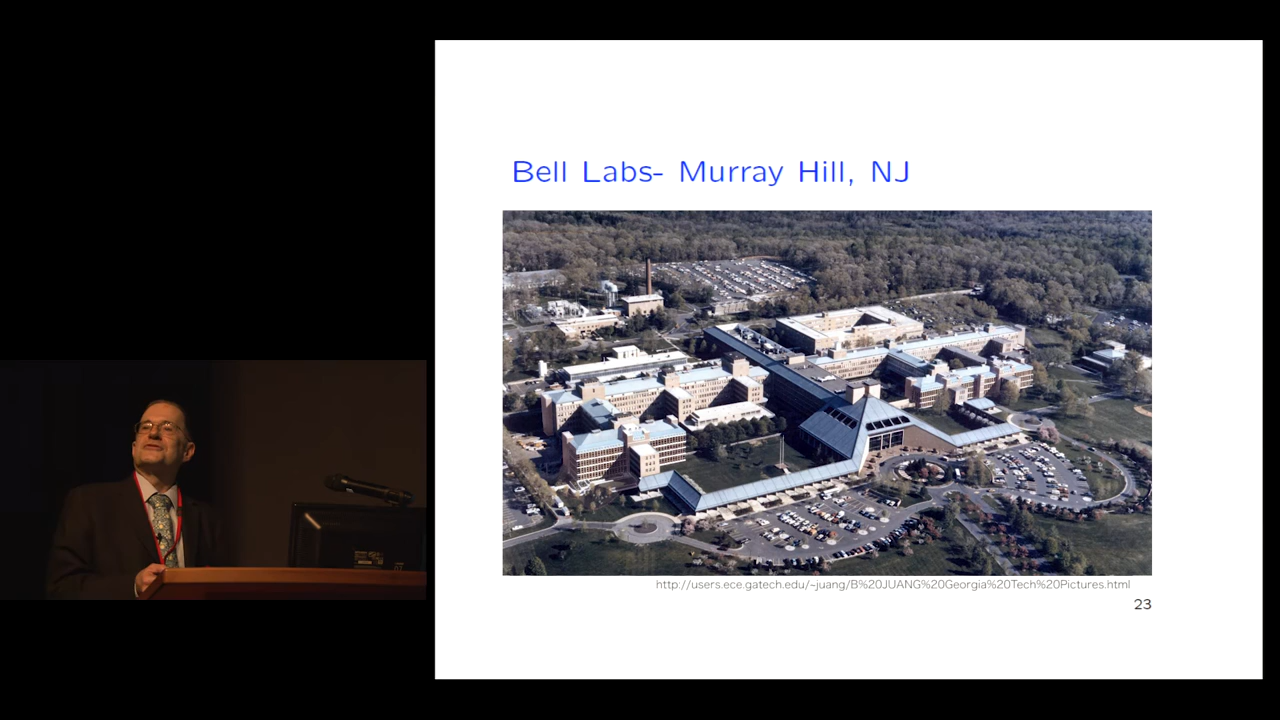 Bell Labs- Murray Hill, NJ
http://users.ece.gatech.edu/~juang/B%20JUANG%20Georgia%20Tech%20Pictures.html
23